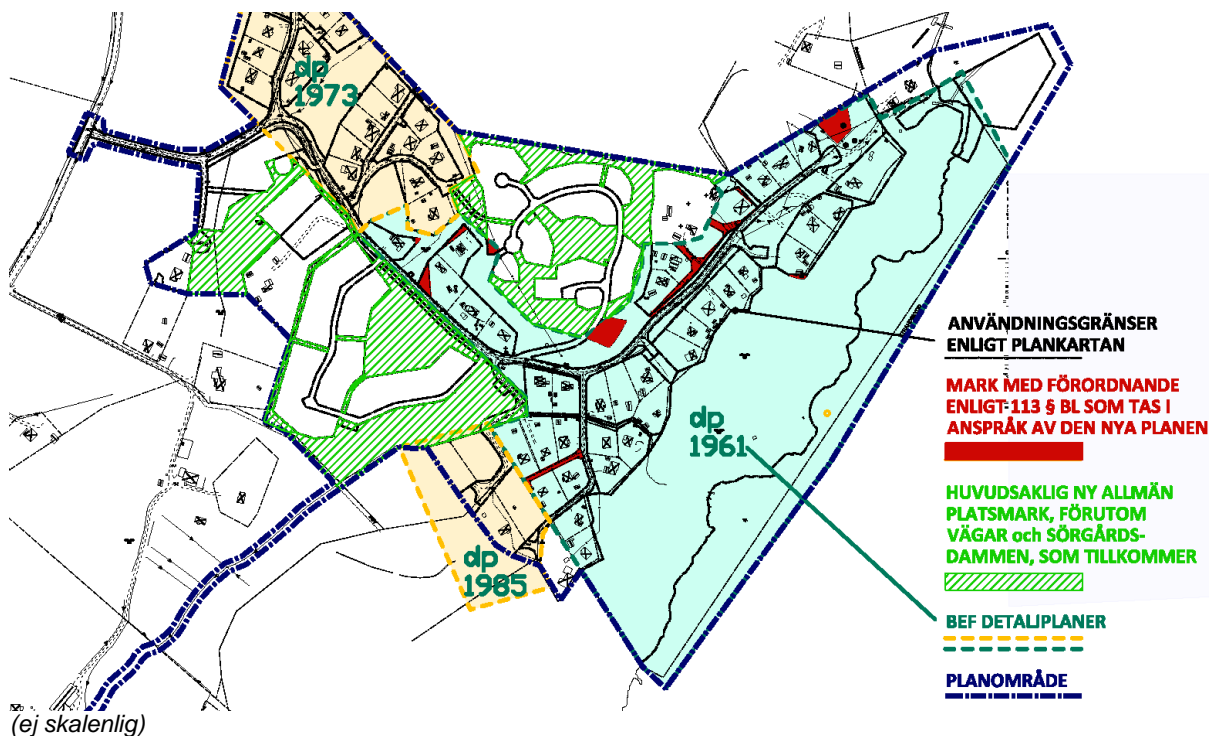 dp
1973
dp
1961
dp
1985
ANVÄNDNINGSGRÄNSER
ENLIGT PLANKARTAN
MARK MED FÖRORDNANDE
ENLIGT 113 § BL SOM TAS I
ANSPRÅK AV DEN NYA PLANEN
HUVUDSAKLIG NY ALLMÄN
PLATSMARK, FÖRUTOM
VÄGAR och SÖRGÅRDS-
DAMMEN, SOM TILLKOMMER
BEF DETALJPLANER
PLANOMRÅDE
(ej skalenlig)